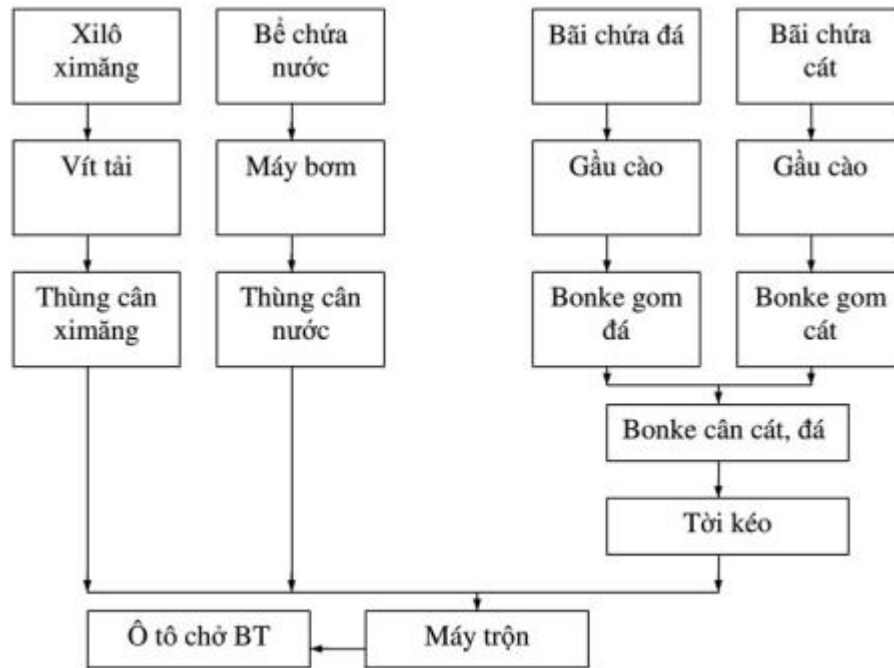 Xilô
ximăng
Bể chứa
nước
Bãi chứa đá
Bãi chứa
cát
Vít tải
Máy bơm
Gầu cào
Gầu cào
Thùng cân
ximăng
Thùng cân
nước
Bonke gom
đá
Bonke gom
cát
Bonke cân cát, đá
Tời kéo
Ô tô chở BT
Máy trộn